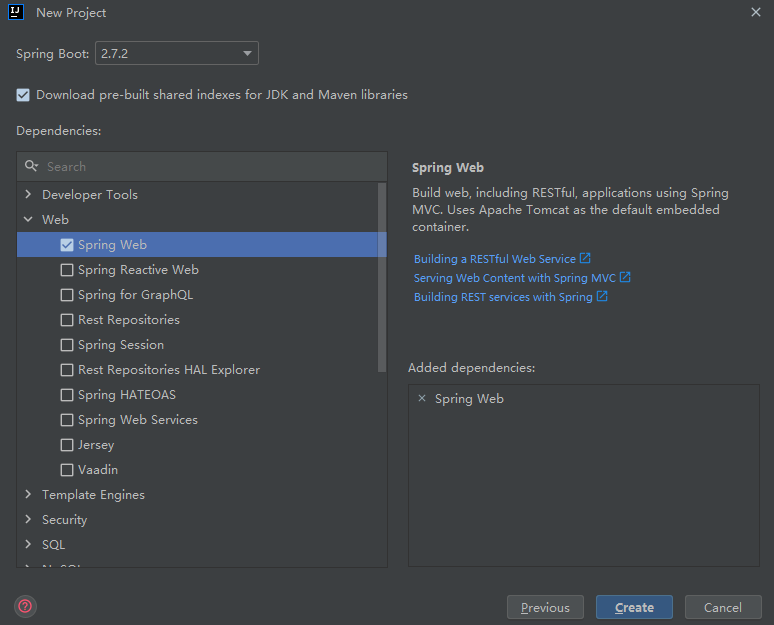 New Project
Spring Boot: 2.7.2
Download pre-built shared indexes for JDK and Maven libraries
Dependencies:
Search
Developer Tools
Web
Spring Web
Spring Reactive Web
Spring for GraphQL
Rest Repositories
Spring Session
Rest Repositories HAL Explorer
Spring HATEOAS
Spring Web Services
Jersey
Vaadin
Template Engines
Security
SQL
Spring Web
Build web, including RESTful, applications using Spring
MVC. Uses Apache Tomcat as the default embedded
container.
Building a RESTful Web Service
Serving Web Content with Spring MVC
Building REST services with Spring
Added dependencies:
Spring Web
Previous
Create
Cancel